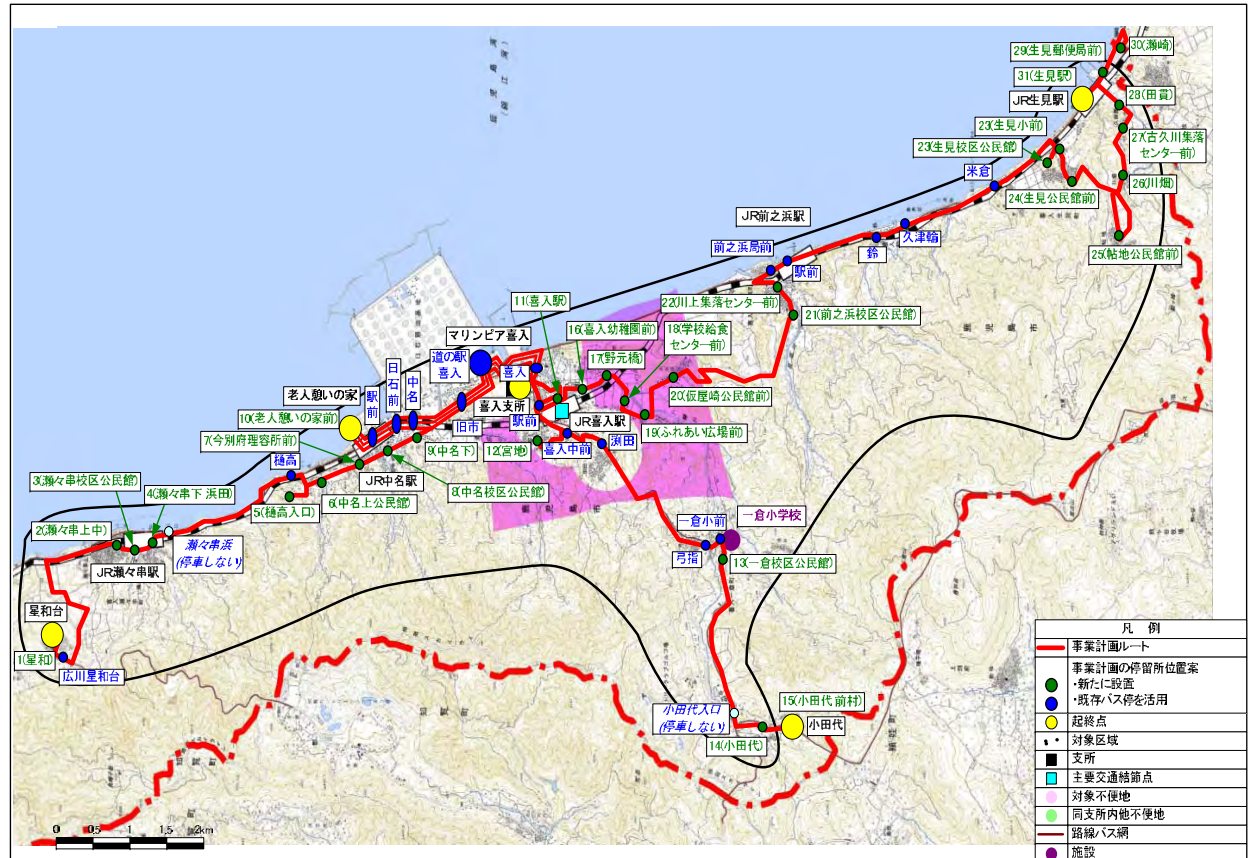 29(生見郵便局前)
30(瀬崎)
31(生見駅)
JR生見駅
28(田貫)
23(生見小前)
27(古久川集落
センター前)
23(生見校区公民館)
米倉
26(川畑)
24(生見公民館前)
JR前之浜駅
久津輪
前之浜局前
駅前
鈴
25(帖地公民館前)
11(喜入駅)
22(川上集落センター前)
21(前之浜校区公民館)
16(喜入幼稚園前)
18(学校給食
センター前)
マリンピア喜入
17(野元橋)
道の駅
喜入
喜入
日石前
中名
20(仮屋崎公民館前)
老人憩いの家
駅前
喜入支所
10(老人憩いの家前)
旧市
駅前
JR喜入駅
19(ふれあい広場前)
7(今別府理容所前)
9(中名下)
12(宮地)
喜入中前
渕田
樋高
JR中名駅
8(中名校区公民館)
3(瀬々串校区公民館)
4(瀬々串下浜田)
6(中名上公民館)
5(樋高入口)
鹿児島市
2(瀬々串上中)
瀬々串浜
(停車しない)
一倉小前
一倉小学校
弓指
13(一倉校区公民館)
JR瀬々串駅
星和台
1(星和)
広川星和台
小田代入口
(停車しない)
15(小田代前村)
小田代
14(小田代)
知覧町
0 0.5 1 1.5 2km
凡例
事業計画ルート
事業計画の停留所位置案
・新たに設置
・既存バス停を活用
起終点
対象区域
支所
主要交通結節点
対象不便地
同支所内他不便地
路線バス網
施設